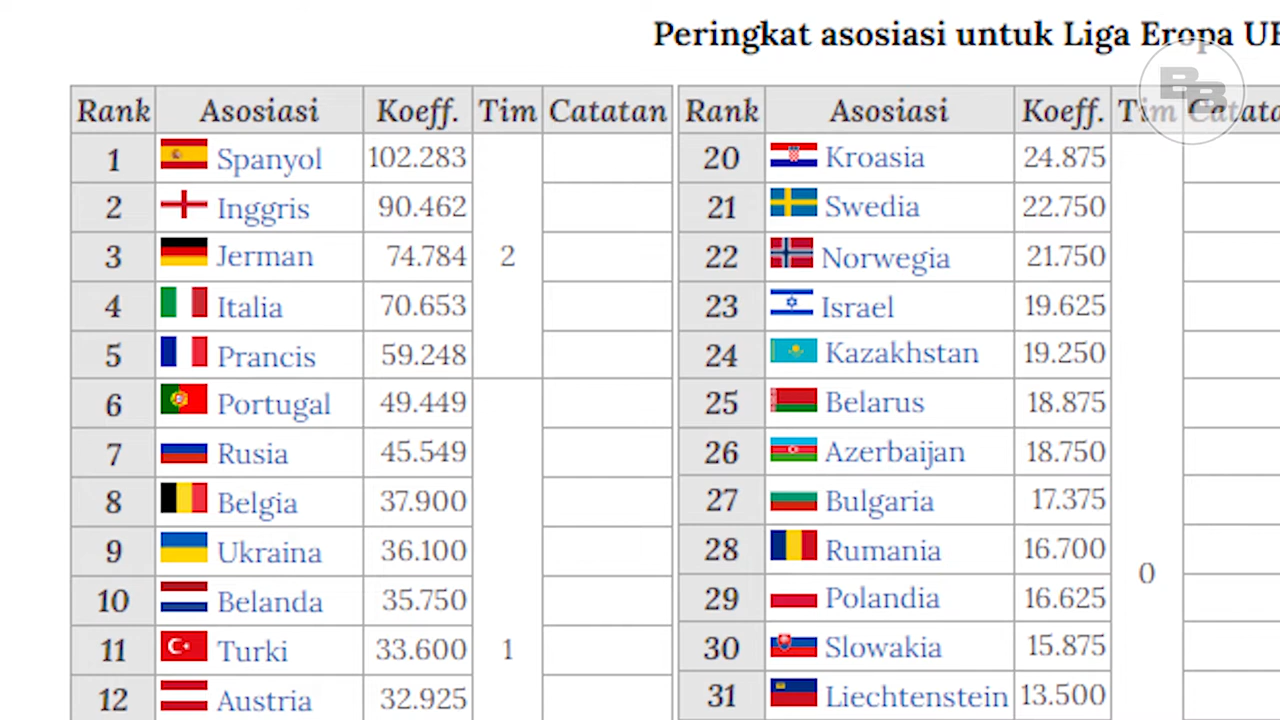 Peringkat asosiasi untuk Liga Eropa
Rank Asosiasi Koeff. Tim Catatan
1 Spanyol 102.283
2 Inggris 90.462
3 Jerman 74.784 2
4 Italia 70.653
5 Prancis 59.248
6 Portugal 49.449
7 Rusia 45.549
8 Belgia 37.900
9 Ukraina 36.100
10 Belanda 35.750
11 Turki 33.600 1
12 Austria 32.925
Rank Asosiasi Koeff. Tim
20 Kroasia 24.875
21 Swedia 22.750
22 Norwegia 21.750
23 Israel 19.625
24 Kazakhstan 19.250
25 Belarus 18.875
26 Azerbaijan 18.750
27 Bulgaria 17.375
28 Rumania 16.700
0
29 Polandia 16.625
30 Slowakia 15.875
31 Liechtenstein 13.500
BB